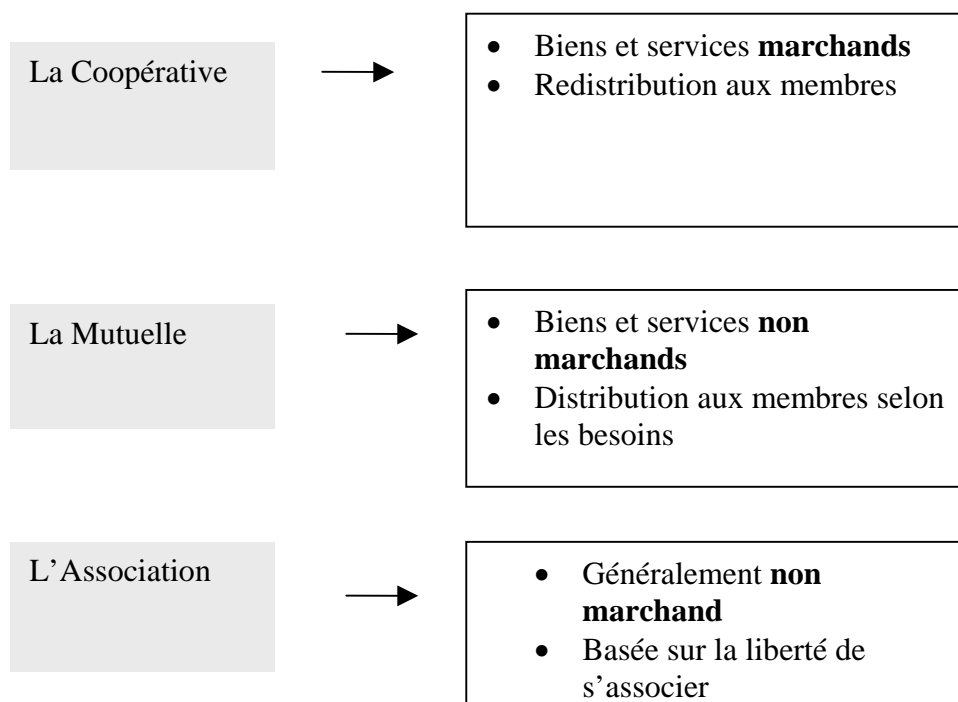 La Coopérative
• Biens et services marchands
• Redistribution aux membres
La Mutuelle
• Biens et services non
marchands
• Distribution aux membres selon
les besoins
L’Association
• Généralement non
marchand
• Basée sur la liberté de
s’associer